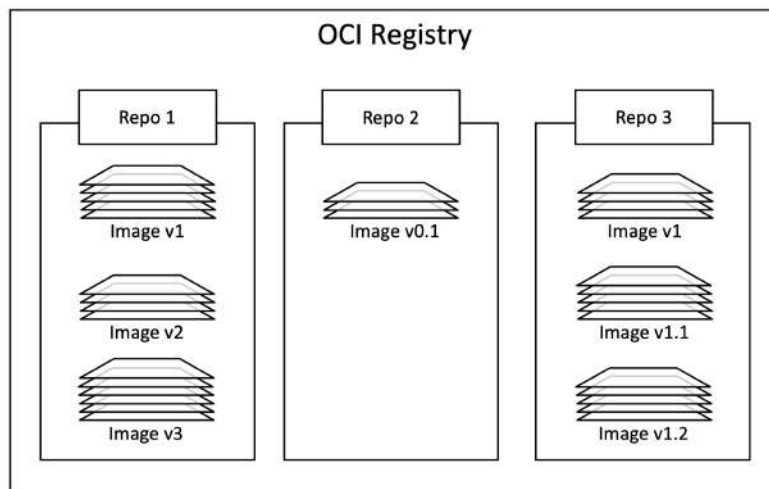 OCI Registry
Repo 1
Image v1
Image v2
Image v3
Repo 2
Image v0.1
Repo 3
Image v1
Image v1.1
Image v1.2